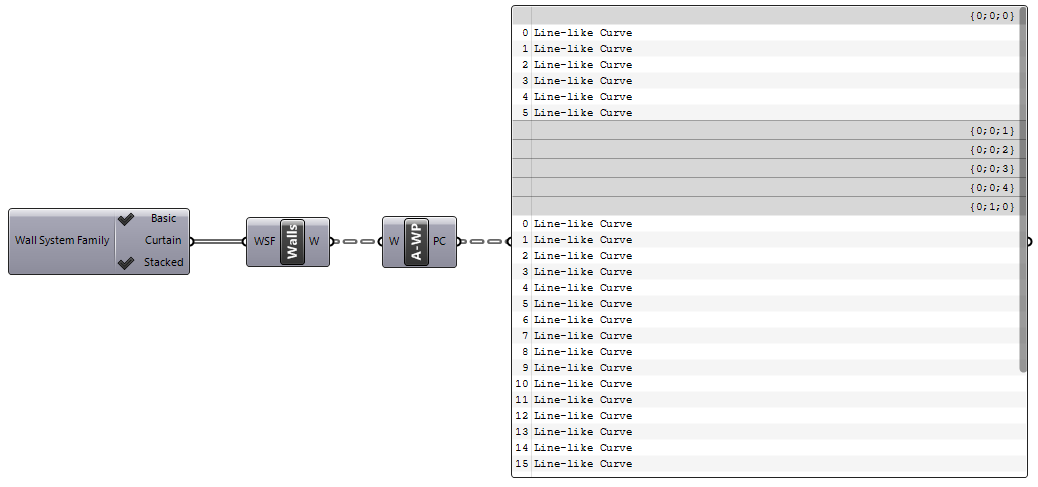 Wall System Family
Basic
Curtain
Stacked
WSF
Walls
W
W
A-WP
PC
{0;0;0}
0 Line-like Curve
1 Line-like Curve
2 Line-like Curve
3 Line-like Curve
4 Line-like Curve
5 Line-like Curve
{0;0;1}
{0;0;2}
{0;0;3}
{0;0;4}
{0;1;0}
0 Line-like Curve
1 Line-like Curve
2 Line-like Curve
3 Line-like Curve
4 Line-like Curve
5 Line-like Curve
6 Line-like Curve
7 Line-like Curve
8 Line-like Curve
9 Line-like Curve
10 Line-like Curve
11 Line-like Curve
12 Line-like Curve
13 Line-like Curve
14 Line-like Curve
15 Line-like Curve